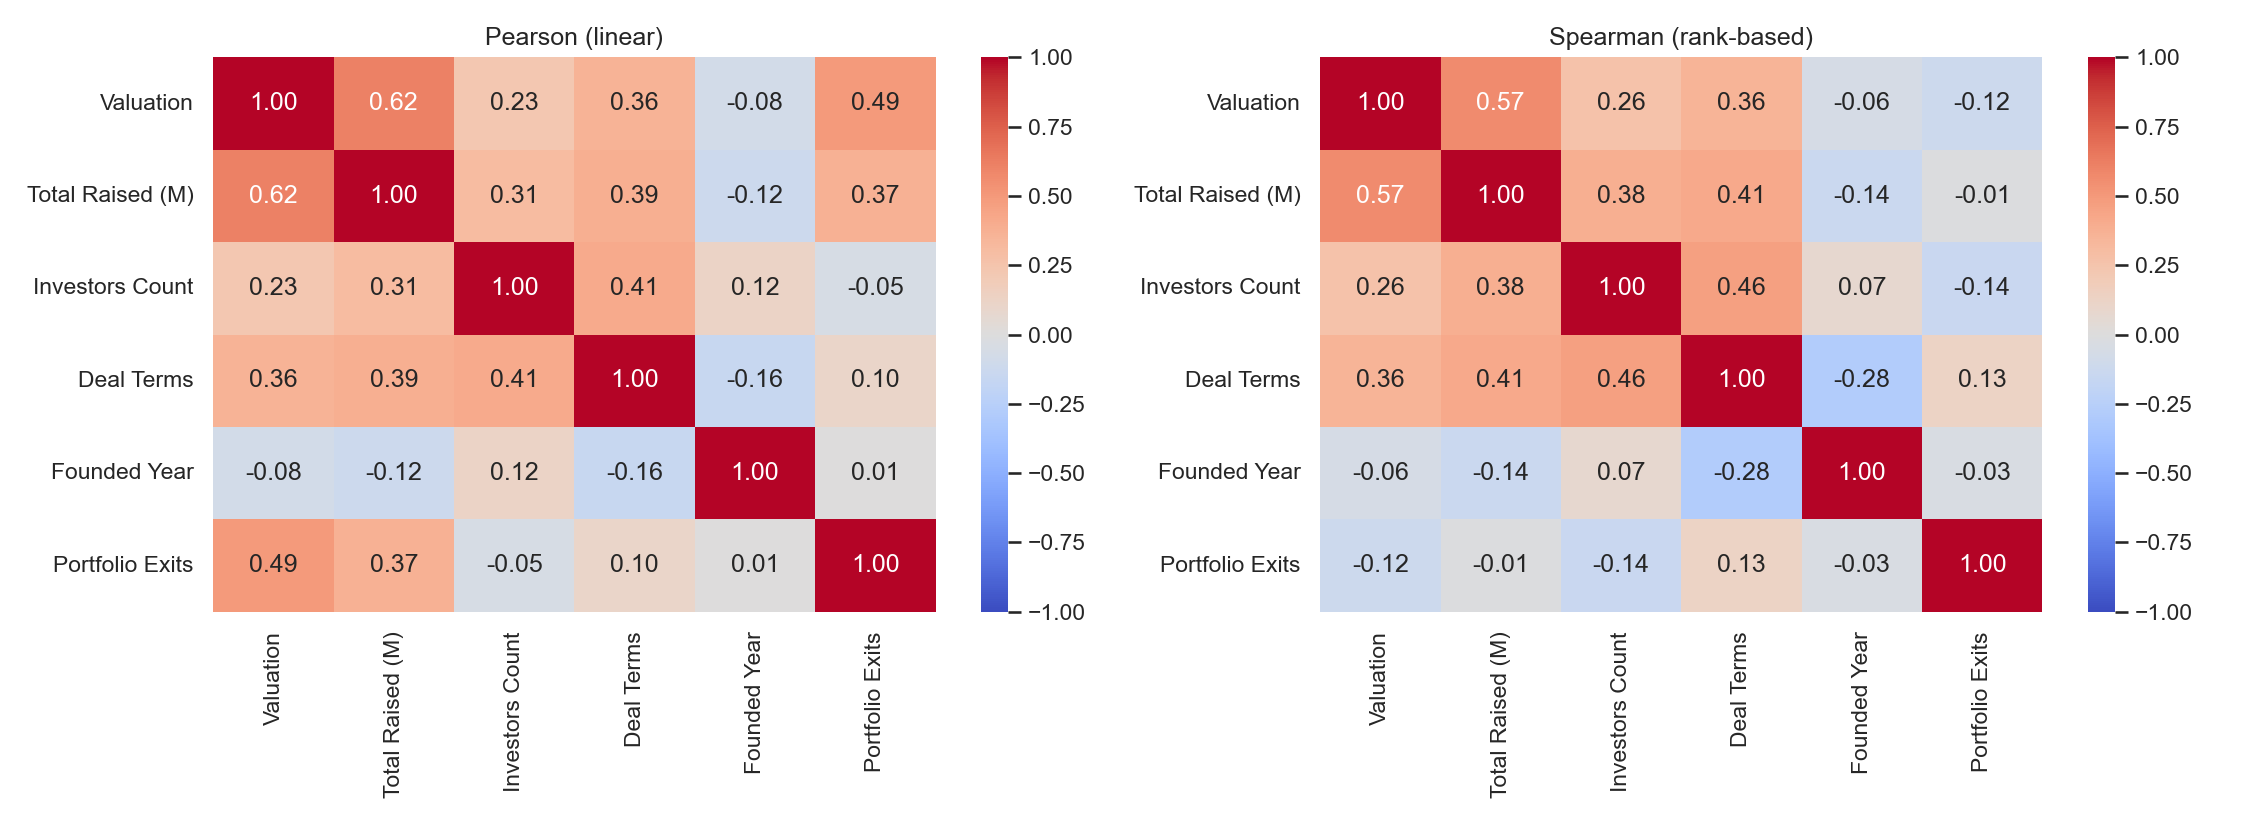 Pearson (linear)
Valuation 1.00 0.62 0.23 0.36 -0.08 0.49
Total Raised (M) 0.62 1.00 0.31 0.39 -0.12 0.37
Investors Count 0.23 0.31 1.00 0.41 0.12 -0.05
Deal Terms 0.36 0.39 0.41 1.00 -0.16 0.10
Founded Year -0.08 -0.12 0.12 -0.16 1.00 0.01
Portfolio Exits 0.49 0.37 -0.05 0.10 0.01 1.00
Valuation
Total Raised (M)
Investors Count
Deal Terms
Founded Year
Portfolio Exits
1.00
0.75
0.50
0.25
0.00
−0.25
−0.50
−0.75
−1.00
Spearman (rank-based)
Valuation 1.00 0.57 0.26 0.36 -0.06 -0.12
Total Raised (M) 0.57 1.00 0.38 0.41 -0.14 -0.01
Investors Count 0.26 0.38 1.00 0.46 0.07 -0.14
Deal Terms 0.36 0.41 0.46 1.00 -0.28 0.13
Founded Year -0.06 -0.14 0.07 -0.28 1.00 -0.03
Portfolio Exits -0.12 -0.01 -0.14 0.13 -0.03 1.00
Valuation
Total Raised (M)
Investors Count
Deal Terms
Founded Year
Portfolio Exits
1.00
0.75
0.50
0.25
0.00
−0.25
−0.50
−0.75
−1.00